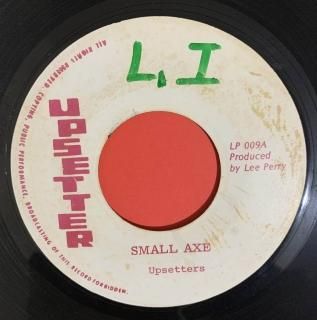 L, I
UPSETTER
LP 009A
Produced
by Lee Perry
SMALL AXE
Upsetters
ALL RIGHTS RESERVED, COPYING, PUBLIC PERFORMANCE, BROADCASTING OF THIS RECORD FORBIDDEN.